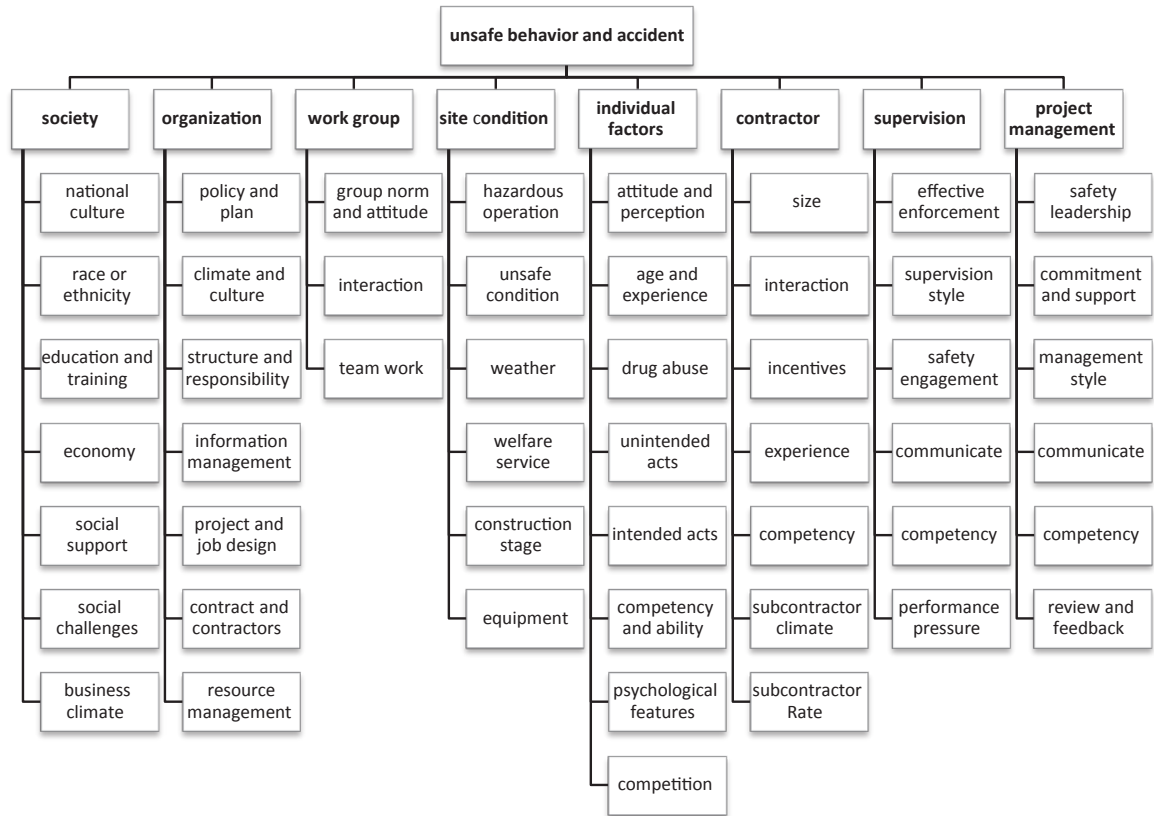 unsafe behavior and accident
society
national
culture
race or
ethnicity
education and
training
economy
social
support
social
challenges
business
climate
organization
policy and
plan
climate and
culture
structure and
responsibility
information
management
project and
job design
contract and
contractors
resource
management
work group
group norm
and attitude
interaction
team work
site condition
hazardous
operation
unsafe
condition
weather
welfare
service
construction
stage
equipment
individual
factors
attitude and
perception
age and
experience
drug abuse
unintended
acts
intended acts
competency
and ability
psychological
features
competition
contractor
size
interaction
incentives
experience
competency
subcontractor
climate
subcontractor
Rate
supervision
effective
enforcement
supervision
style
safety
engagement
communicate
competency
performance
pressure
project
management
safety
leadership
commitment
and support
management
style
communicate
competency
review and
feedback